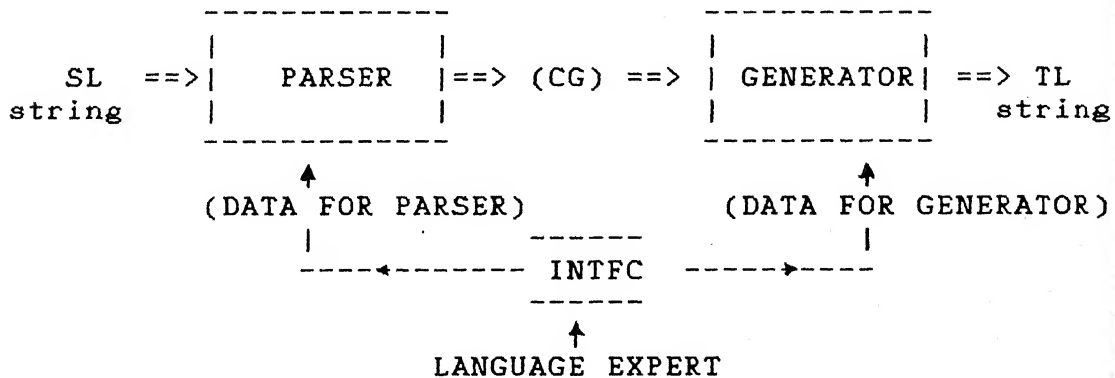 SL ==> PARSER ==> (CG) ==> GENERATOR ==> TL
string string
(DATA FOR PARSER) (DATA FOR GENERATOR)
INTFC
LANGUAGE EXPERT